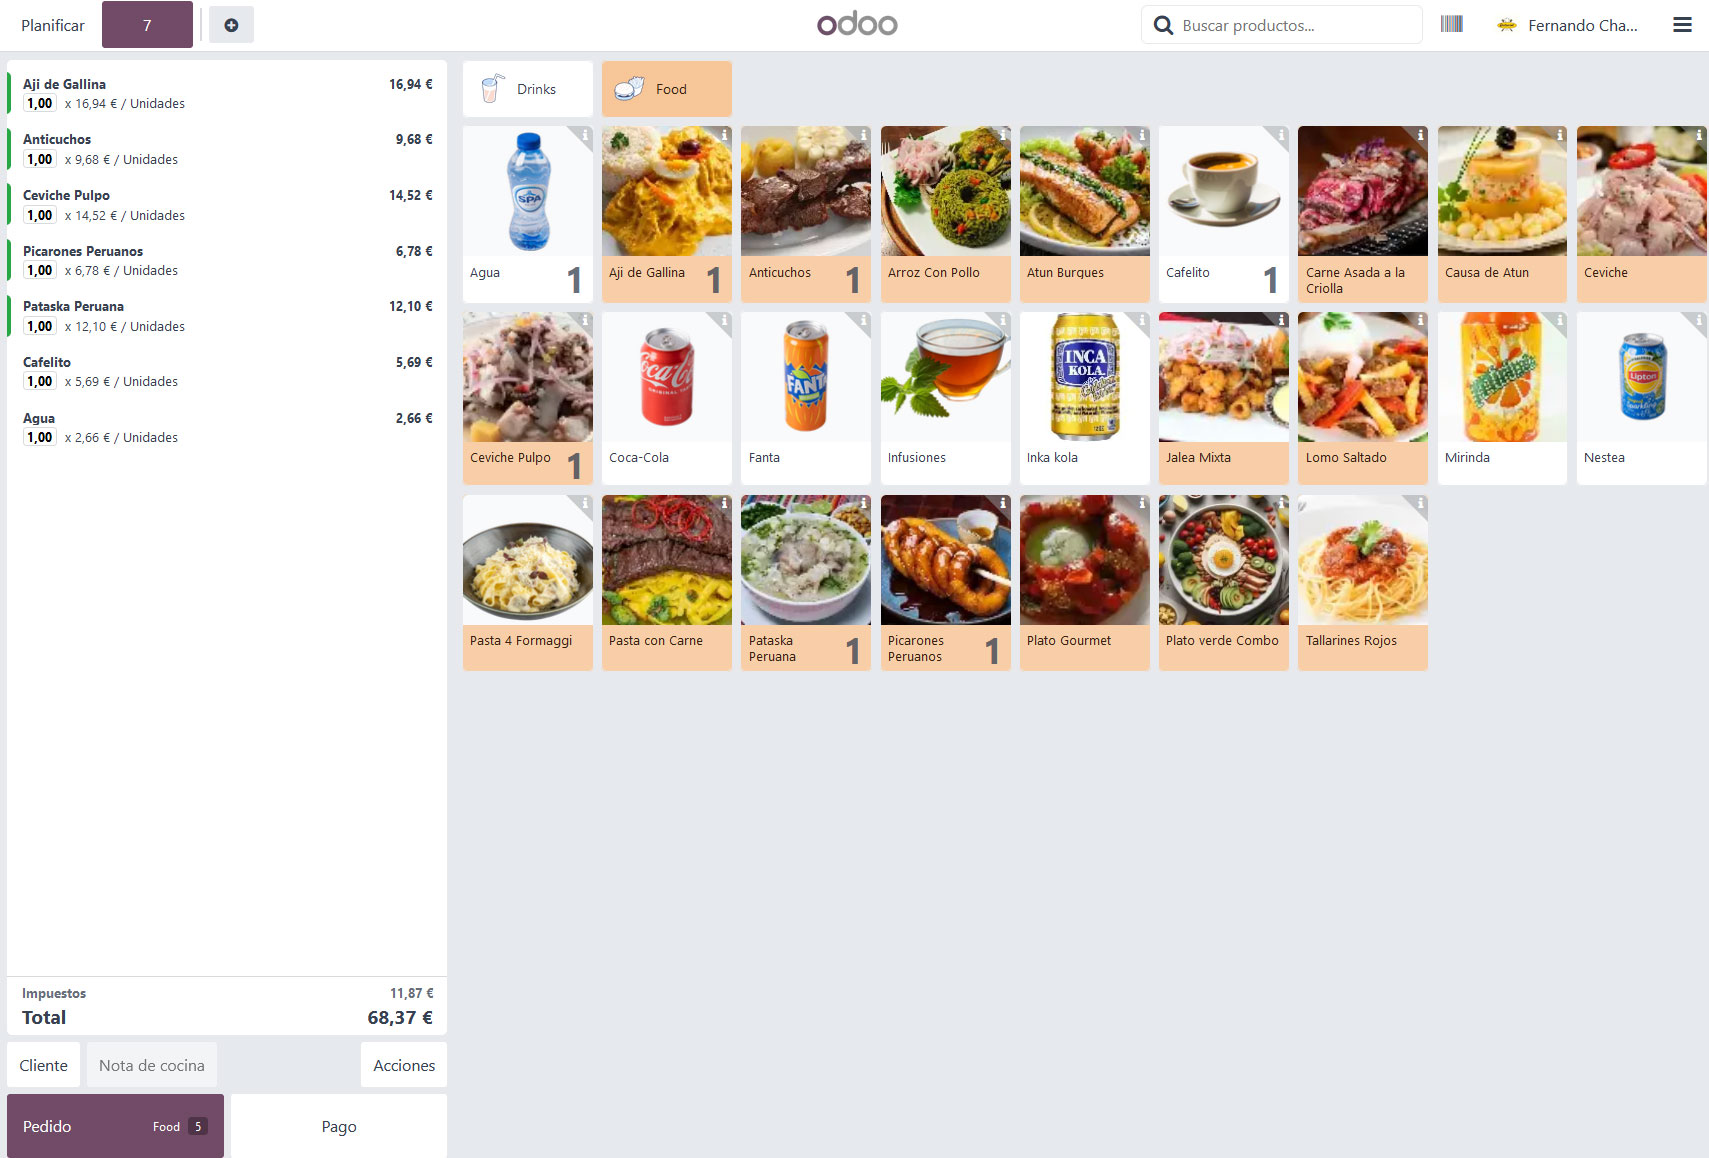 Planificar
7
odoo
Buscar productos...
Fernando Cha...
Aji de Gallina 16,94 €
1,00 x 16,94 € / Unidades
Anticuchos 9,68 €
1,00 x 9,68 € / Unidades
Ceviche Pulpo 14,52 €
1,00 x 14,52 € / Unidades
Picarones Peruanos 6,78 €
1,00 x 6,78 € / Unidades
Pataska Peruana 12,10 €
1,00 x 12,10 € / Unidades
Cafelito 5,69 €
1,00 x 5,69 € / Unidades
Agua 2,66 €
1,00 x 2,66 € / Unidades
Impuestos 11,87 €
Total 68,37 €
Cliente
Nota de cocina
Acciones
Pedido Food 5
Pago
Drinks
Food
SPA
Agua 1
Aji de Gallina 1
Anticuchos 1
Arroz Con Pollo
Atun Burques
Cafelito 1
Carne Asada a la
Criolla
Causa de Atun
Ceviche
Ceviche Pulpo 1
Coca-Cola
Coca-Cola
FANTA
Fanta
Infusiones
INCA
KOLA
Inka kola
Jalea Mixta
Lomo Saltado
Mirinda
Lipton
Nestea
Pasta 4 Formaggi
Pasta con Carne
Pataska
Peruana 1
Picarones
Peruanos 1
Plato Gourmet
Plato verde Combo
Tallarines Rojos